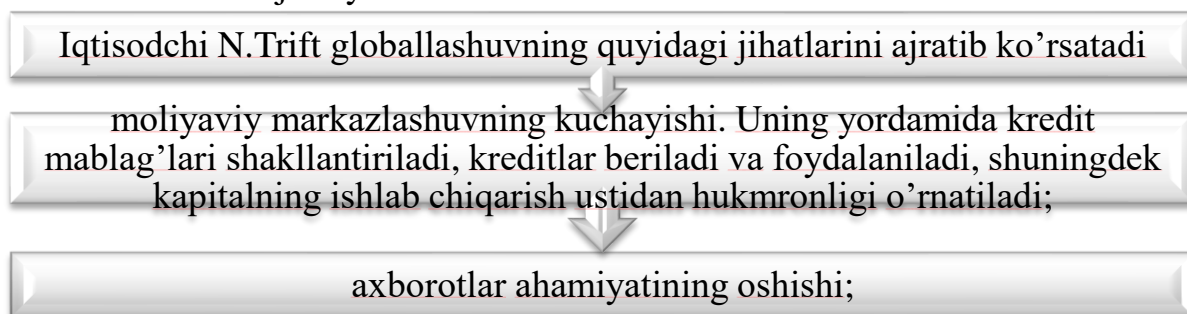 Iqtisodchi N.Trift globallashuvning quyidagi jihatlarini ajratib ko’rsatadi
moliyaviy markazlashuvning kuchayishi. Uning yordamida kredit
mablag’lari shakllantiriladi, kreditlar beriladi va foydalaniladi, shuningdek
kapitalning ishlab chiqarish ustidan hukmronligi o’rnatiladi;
axborotlar ahamiyatining oshishi;